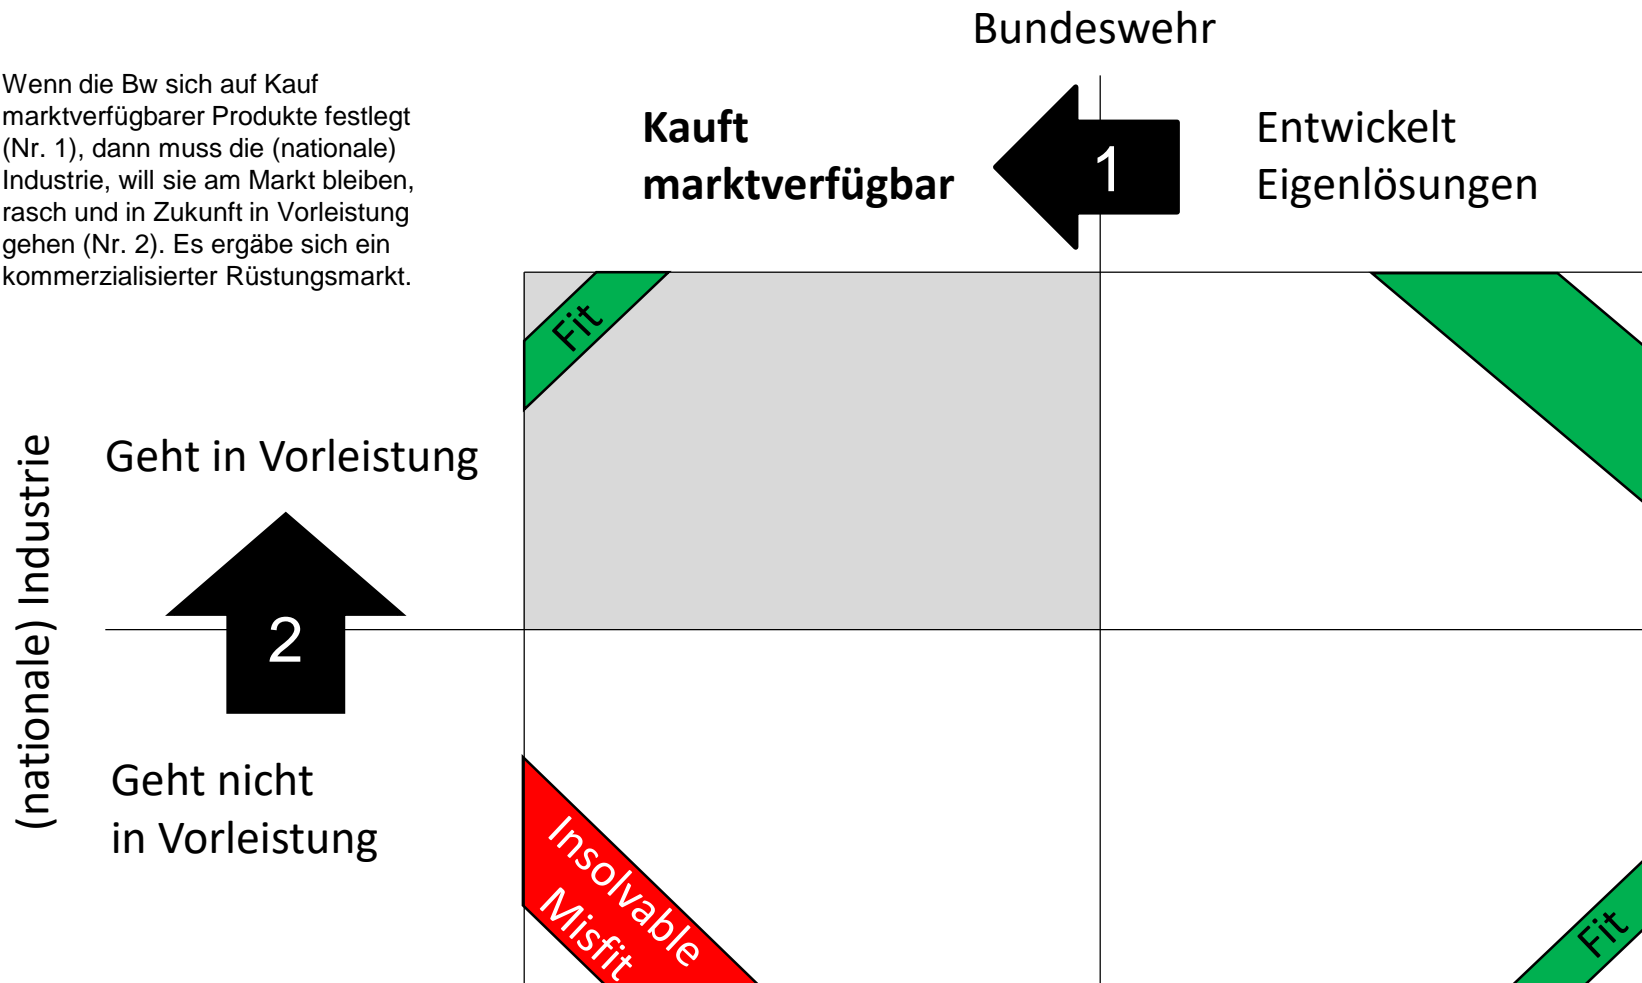 Bundeswehr
Wenn die Bw sich auf Kauf
marktverfügbarer Produkte festlegt
(Nr. 1), dann muss die (nationale)
Industrie, will sie am Markt bleiben,
rasch und in Zukunft in Vorleistung
gehen (Nr. 2). Es ergäbe sich ein
kommerzialisierter Rüstungsmarkt.
Kauft
marktverfügbar
1
Entwickelt
Eigenlösungen
Fit
(nationale) Industrie
Geht in Vorleistung
2
Geht nicht
in Vorleistung
Insolvable
Misfit
Fit